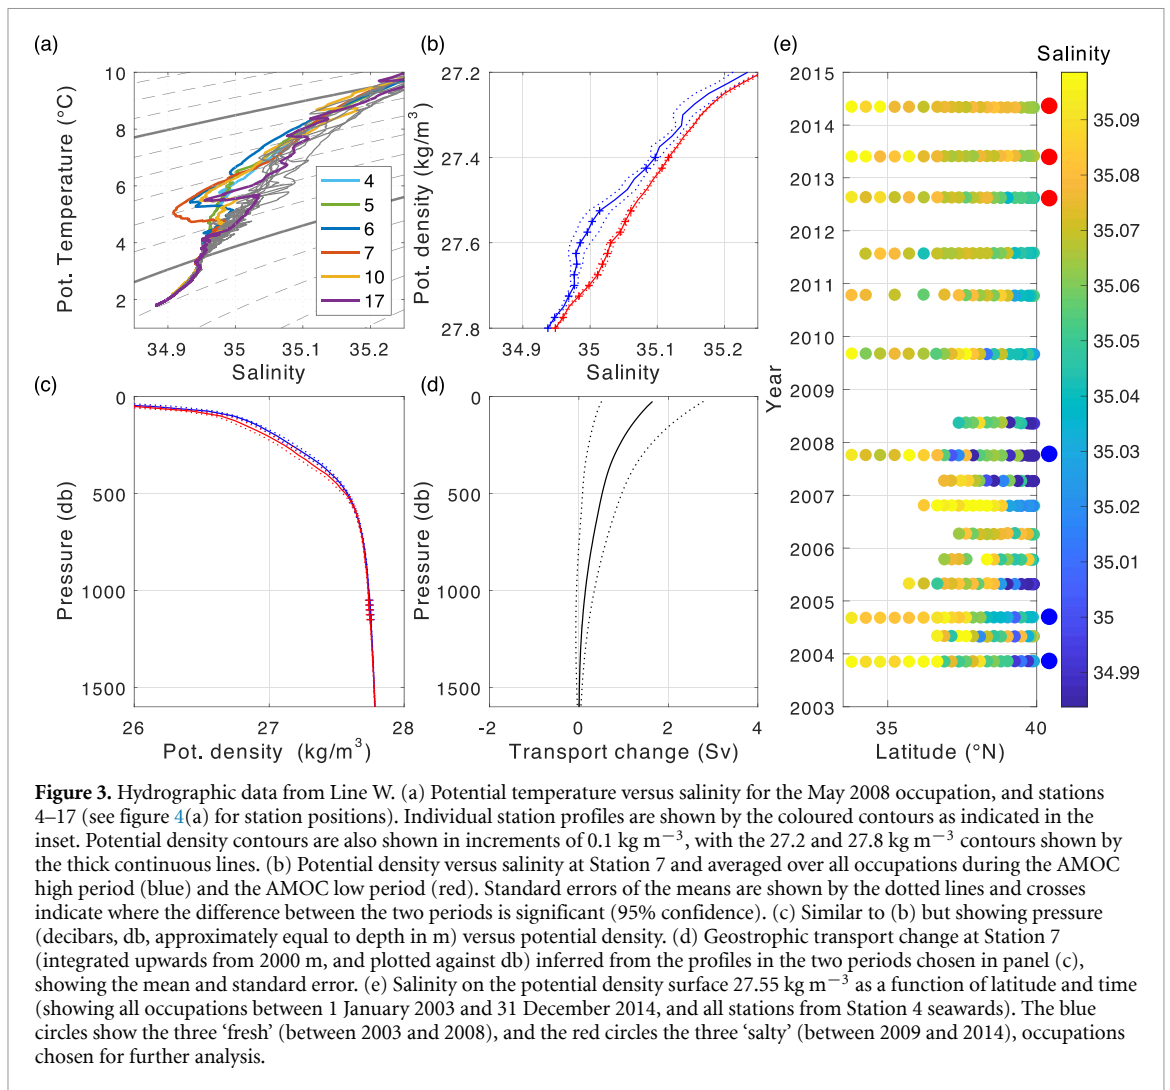 (a)
Pot. Temperature (°C)
10
8
6
4
2
4
5
6
7
10
17
34.9
35
35.1
35.2
Salinity
(b)
Pot. density (kg/m³)
27.2
27.4
27.6
27.8
34.9
35
35.1
35.2
Salinity
(c)
Pressure (db)
0
500
1000
1500
26
27
28
Pot. density (kg/m³)
(d)
Pressure (db)
0
500
1000
1500
-2
0
2
4
Transport change (Sv)
(e)
Year
2015
2014
2013
2012
2011
2010
2009
2008
2007
2006
2005
2004
2003
35
40
Latitude (°N)
Salinity
35.09
35.08
35.07
35.06
35.05
35.04
35.03
35.02
35.01
35
34.99
Figure 3. Hydrographic data from Line W. (a) Potential temperature versus salinity for the May 2008 occupation, and stations
4–17 (see figure 4(a) for station positions). Individual station profiles are shown by the coloured contours as indicated in the
inset. Potential density contours are also shown in increments of 0.1 kg m⁻³, with the 27.2 and 27.8 kg m⁻³ contours shown by
the thick continuous lines. (b) Potential density versus salinity at Station 7 and averaged over all occupations during the AMOC
high period (blue) and the AMOC low period (red). Standard errors of the means are shown by the dotted lines and crosses
indicate where the difference between the two periods is significant (95% confidence). (c) Similar to (b) but showing pressure
(decibars, db, approximately equal to depth in m) versus potential density. (d) Geostrophic transport change at Station 7
(integrated upwards from 2000 m, and plotted against db) inferred from the profiles in the two periods chosen in panel (c),
showing the mean and standard error. (e) Salinity on the potential density surface 27.55 kg m⁻³ as a function of latitude and time
(showing all occupations between 1 January 2003 and 31 December 2014, and all stations from Station 4 seawards). The blue
circles show the three ‘fresh’ (between 2003 and 2008), and the red circles the three ‘salty’ (between 2009 and 2014), occupations
chosen for further analysis.